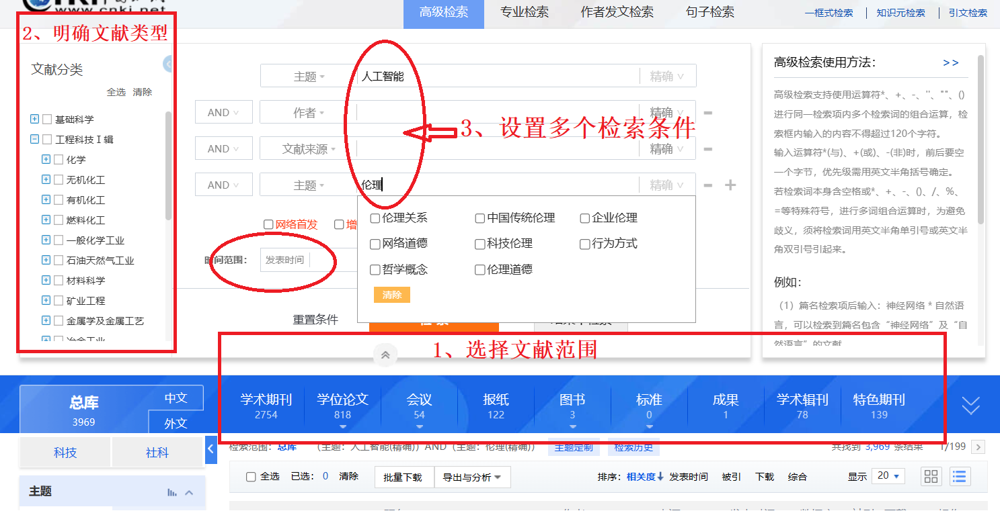 www.cnki.net
高级检索 专业检索 作者发文检索 句子检索 一框式检索 | 知识元检索 | 引文检索
2、明确文献类型
文献分类
全选 清除
基础科学
工程科技Ⅰ辑
化学
无机化工
有机化工
燃料化工
一般化学工业
石油天然气工业
材料科学
矿业工程
金属学及金属工艺
冶金工业
主题 人工智能 精确
AND 作者 精确
3、设置多个检索条件
AND 文献来源 精确
AND 主题 伦理 精确
网络首发 增
伦理关系 中国传统伦理 企业伦理
网络道德 科技伦理 行为方式
哲学概念 伦理道德
清除
时间范围: 发表时间
重置条件 检索 结果中检索
高级检索使用方法: >>
高级检索支持使用运算符*、+、-、''、""、()
进行同一检索项内多个检索词的组合运算，检
索框内输入的内容不得超过120个字符。
输入运算符*(与)、+(或)、-(非)时，前后要空
一个字节，优先级需用英文半角括号确定。
若检索词本身含空格或*、+、-、()、/、%、
=等特殊符号，进行多词组合运算时，为避免
歧义，须将检索词用英文半角单引号或英文半
角双引号引起来。
例如:
（1）篇名检索项后输入：神经网络 * 自然语
言，可以检索到篇名包含“神经网络”及“自
然语言”的文献
1、选择文献范围
总库
3969
中文
外文
学术期刊 学位论文 会议 报纸 图书 标准 成果 学术辑刊 特色期刊
2754 818 54 122 3 0 1 78 139
科技 社科
检索范围: 总库 （主题：人工智能(精确)）AND（主题：伦理(精确)） 主题定制 检索历史 共找到 3,969 条结果 1/199
全选 已选: 0 清除 批量下载 导出与分析 排序: 相关度 发表时间 被引 下载 综合 显示 20
主题